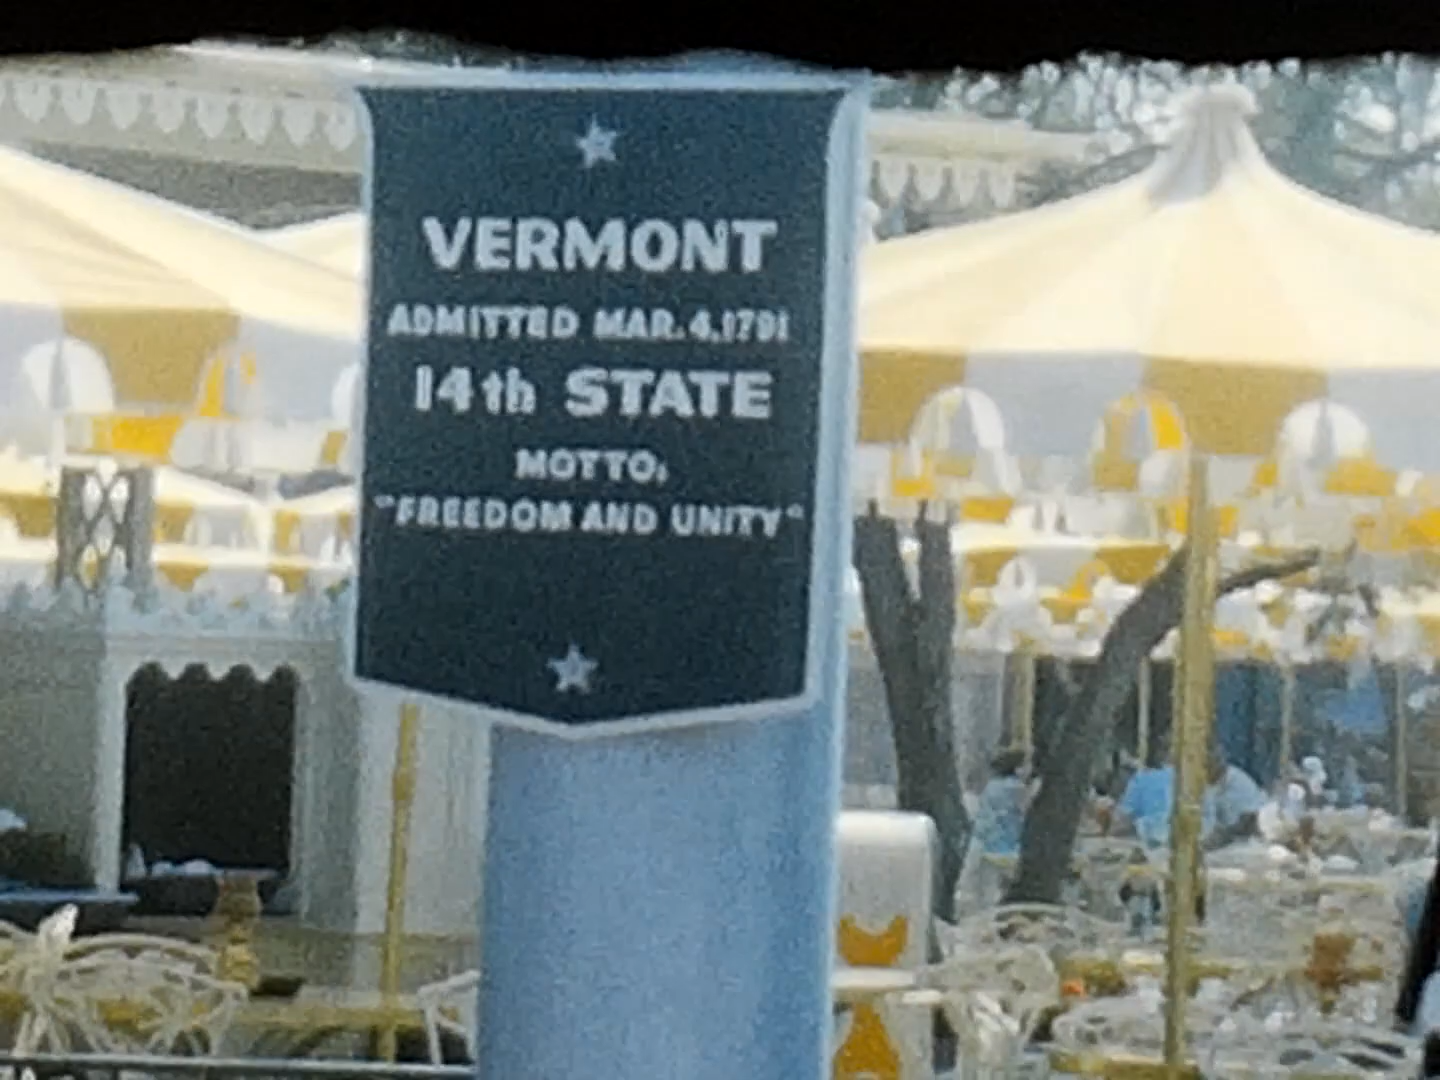 VERMONT
ADMITTED MAR. 4, 1791
14th STATE
MOTTO:
"FREEDOM AND UNITY"